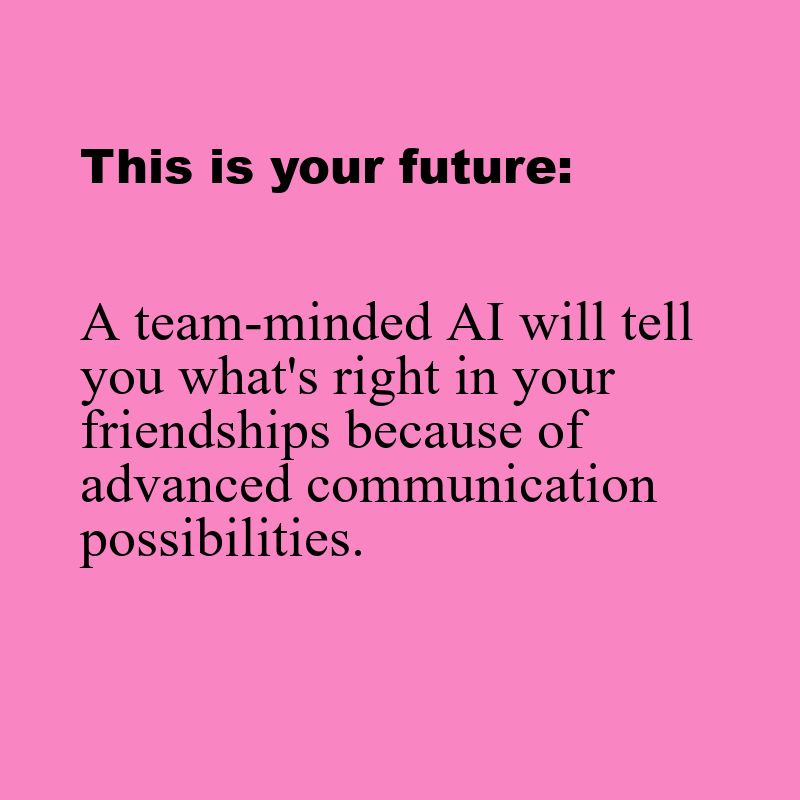 This is your future:
A team-minded AI will tell
you what's right in your
friendships because of
advanced communication
possibilities.